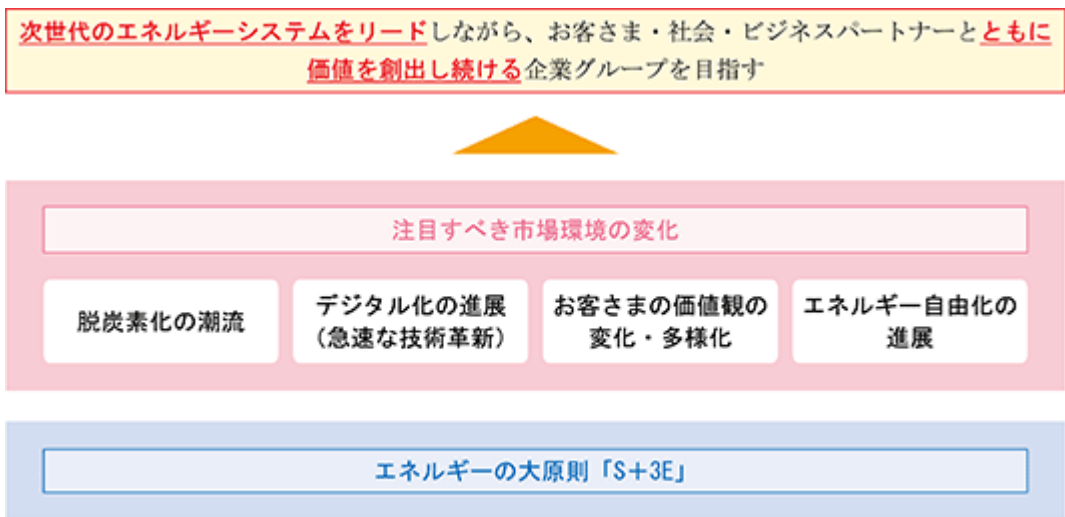 次世代のエネルギーシステムをリードしながら、お客さま・社会・ビジネスパートナーとともに
価値を創出し続ける企業グループを目指す
注目すべき市場環境の変化
脱炭素化の潮流
デジタル化の進展
(急速な技術革新)
お客さまの価値観の
変化・多様化
エネルギー自由化の
進展
エネルギーの大原則「S+3E」